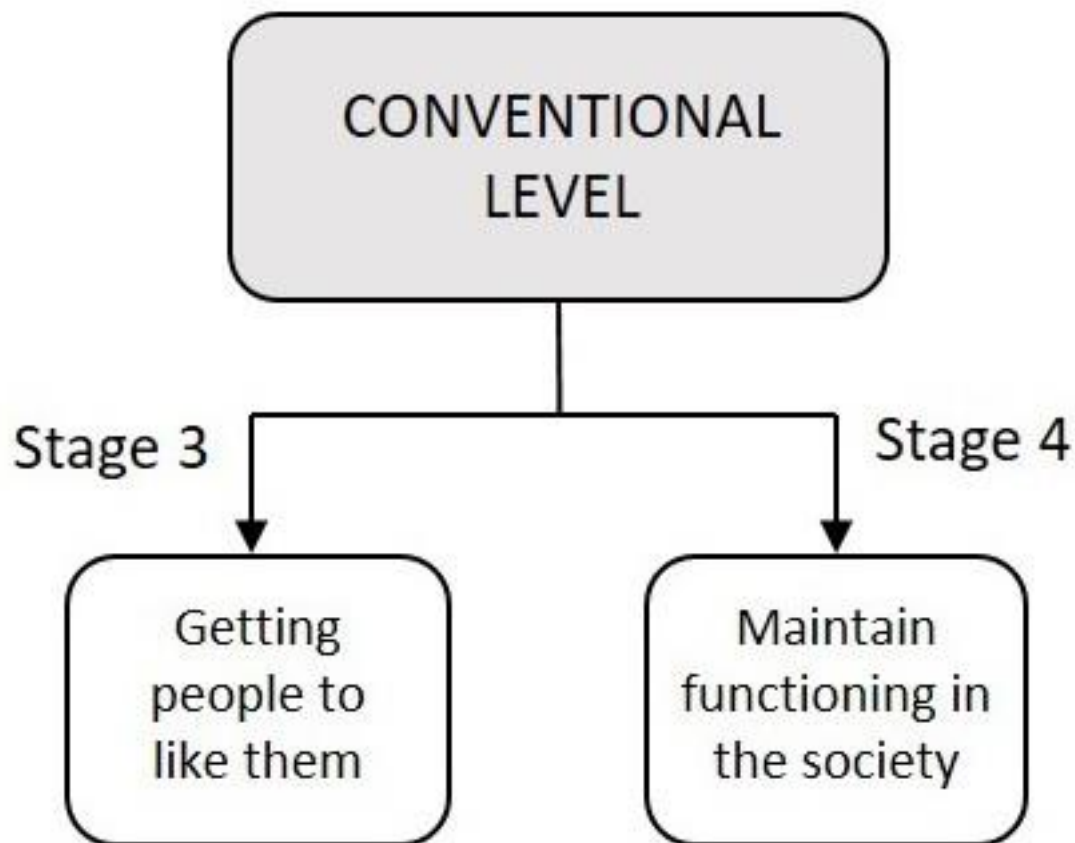 CONVENTIONAL
LEVEL
Stage 3
Stage 4
Getting
people to
like them
Maintain
functioning in
the society